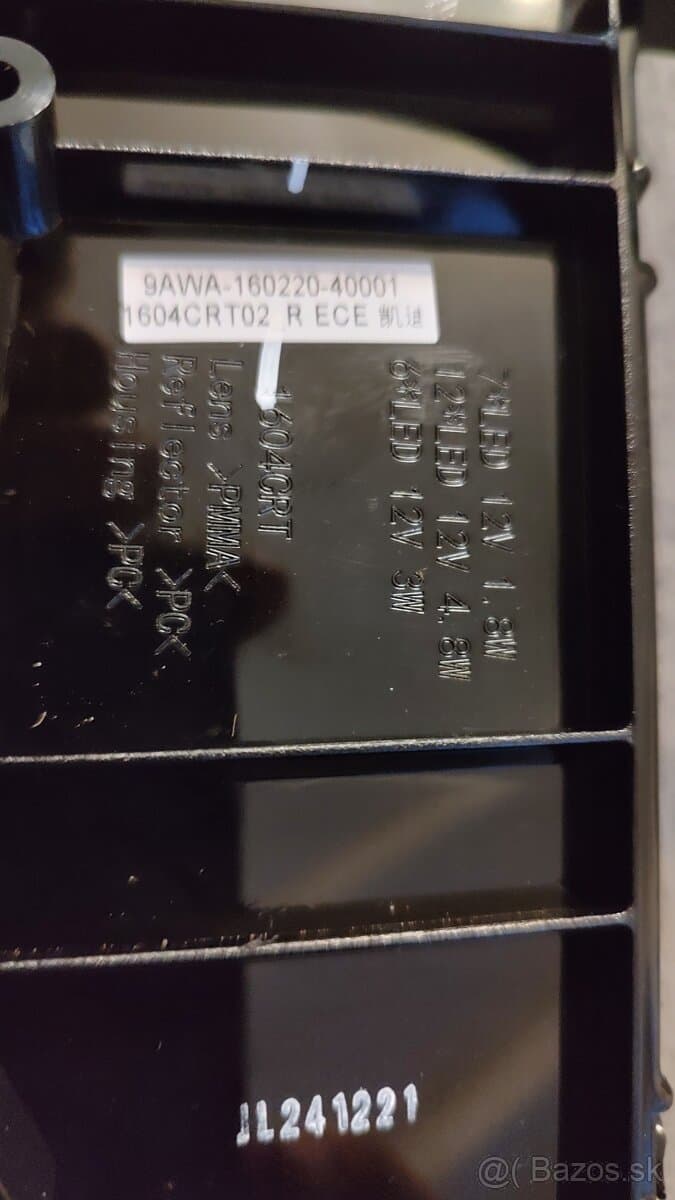 9AWA-160220-40001
1604CRT02 R ECE 凯迪
7*LED 12V 1.8W
12*LED 12V 4.8W
6*LED 12V 3W
1604CRT
Lens >PMMA<
Reflector >PC<
Housing >PC<
JL241221
@( Bazos.sk